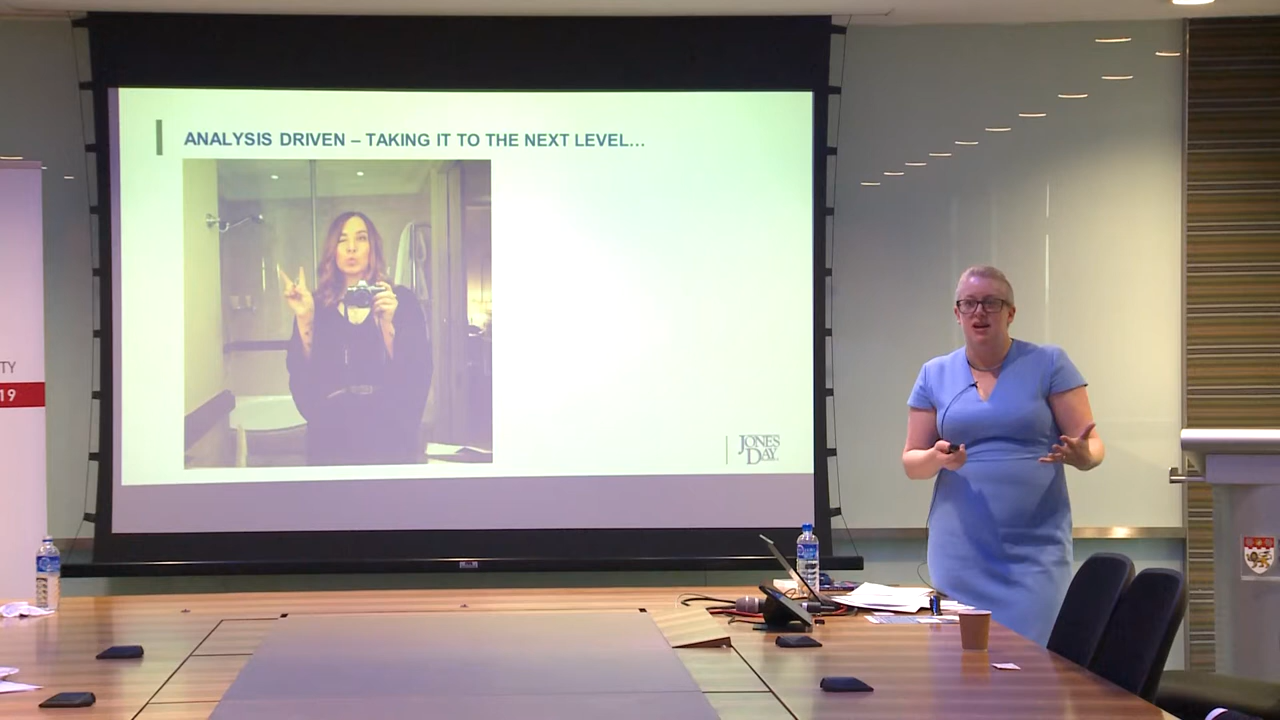 ANALYSIS DRIVEN – TAKING IT TO THE NEXT LEVEL...
JONES
DAY
TY
19